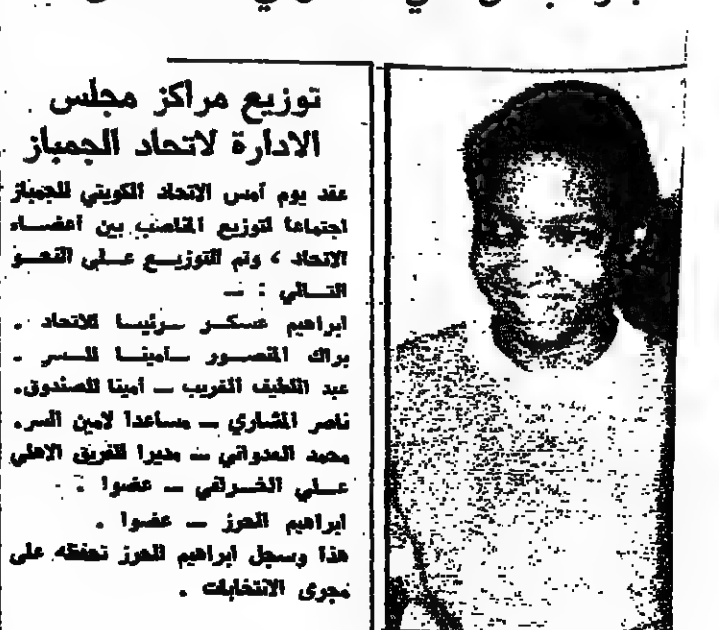 توزيع مراكز مجلس
الادارة لاتحاد الجمباز
عقد يوم أمس الاتحاد الكويتي للجمباز
اجتماعا لتوزيع المناصب بين أعضاء
الاتحاد ، وتم التوزيع على النحو
التالي : —
ابراهيم عسكر — رئيسا للاتحاد .
براك المنصور — أمينا للسر .
عبد اللطيف الغريب — أمينا للصندوق .
ناصر المشاري — مساعدا لامين السر .
محمد العدواني — مديرا للفريق الاهلي
علي الخرافي — عضوا .
ابراهيم المرز — عضوا .
هذا وسجل ابراهيم المرز تحفظه على
مجرى الانتخابات .